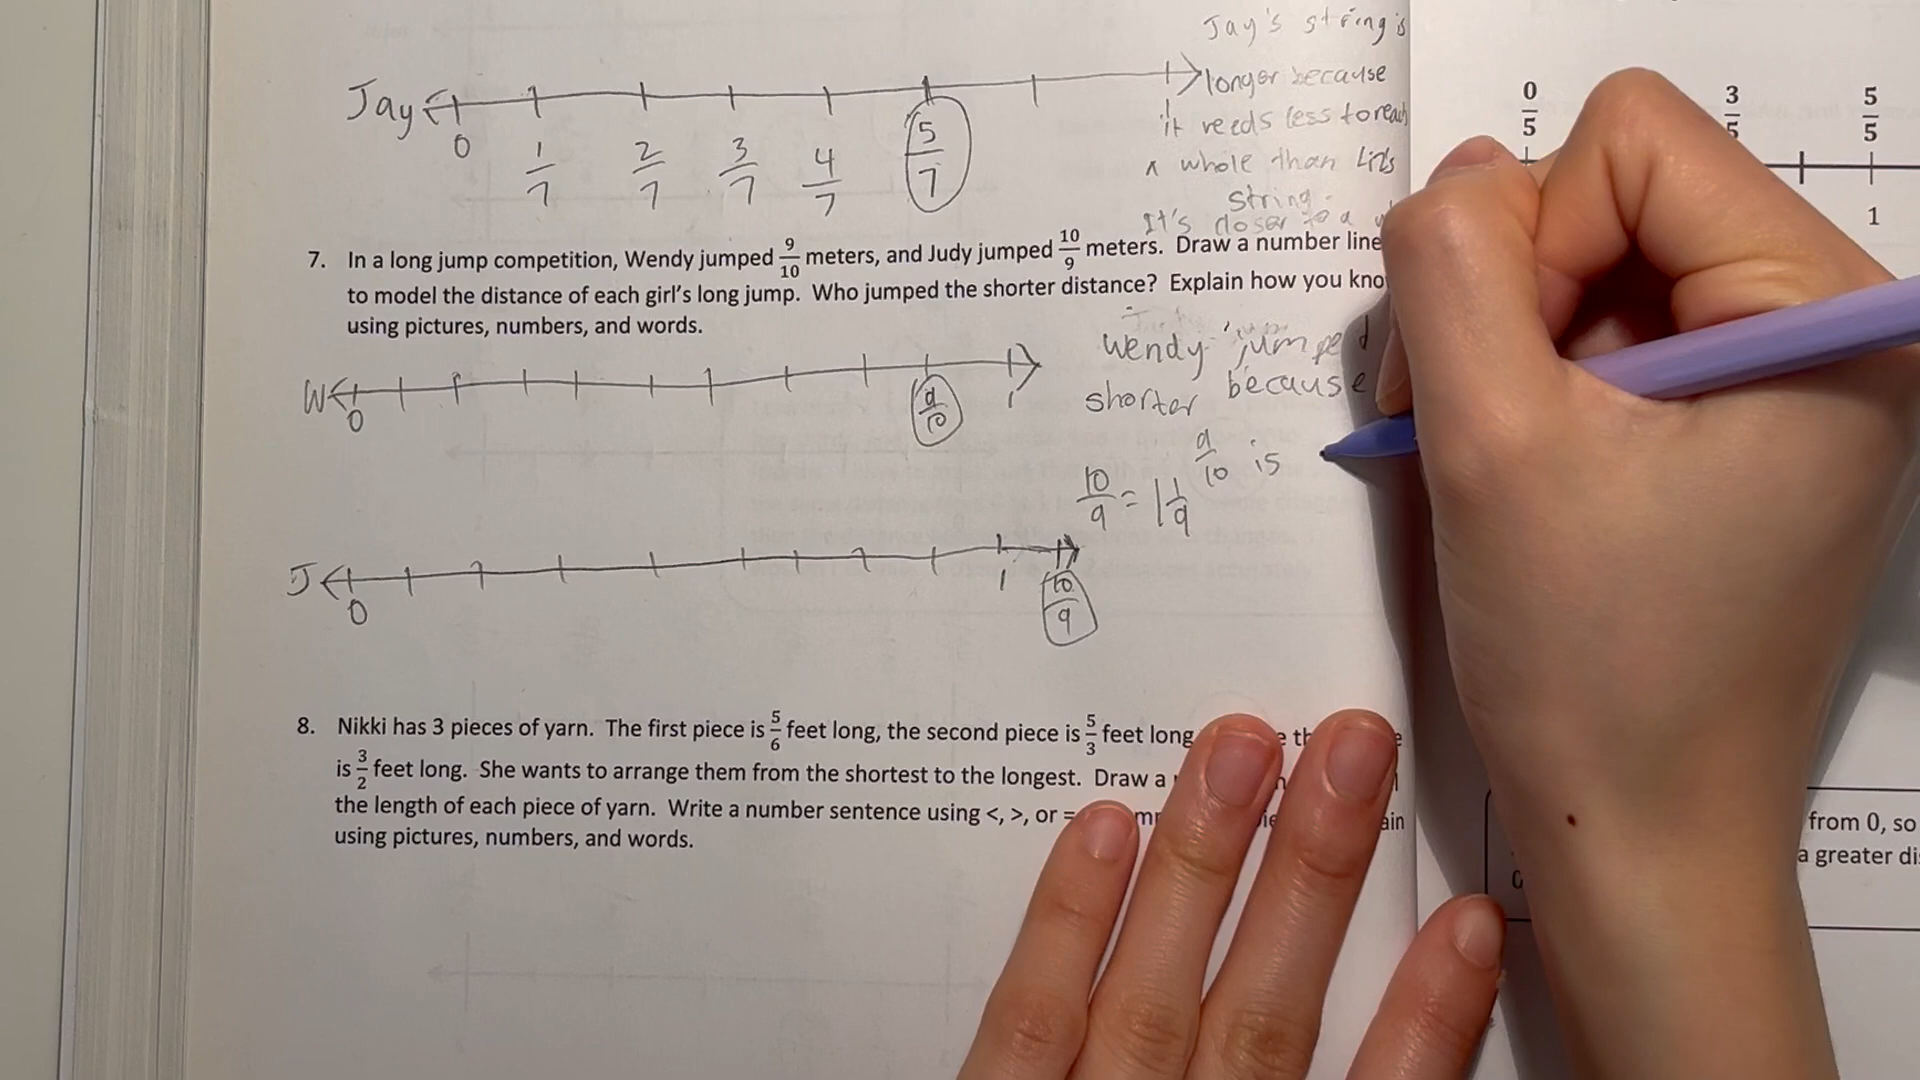 Jay's string is
Jay
longer because
it needs less to reach
a whole than
string.
It's closer to a
0 1/7 2/7 3/7 4/7 5/7
7. In a long jump competition, Wendy jumped 9/10 meters, and Judy jumped 10/9 meters. Draw a number line
to model the distance of each girl's long jump. Who jumped the shorter distance? Explain how you
using pictures, numbers, and words.
Wendy jumped
shorter because
9/10 is
10/9 = 1 1/9
W
0 9/10 1
J
0 1 10/9
8. Nikki has 3 pieces of yarn. The first piece is 5/6 feet long, the second piece is 5/3 feet long
is 3/2 feet long. She wants to arrange them from the shortest to the longest. Draw a
the length of each piece of yarn. Write a number sentence using <, >, or =
using pictures, numbers, and words.
0/5 3/5 5/5
1
from 0, so
a greater